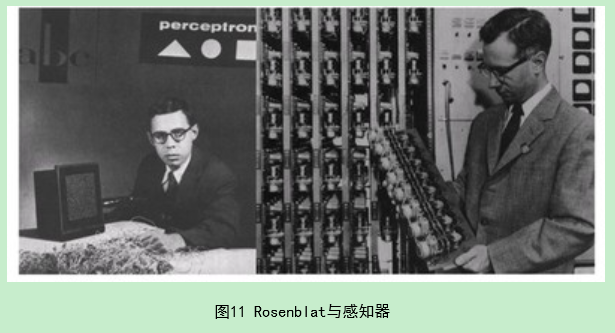 perceptron
abc
图11 Rosenblat与感知器